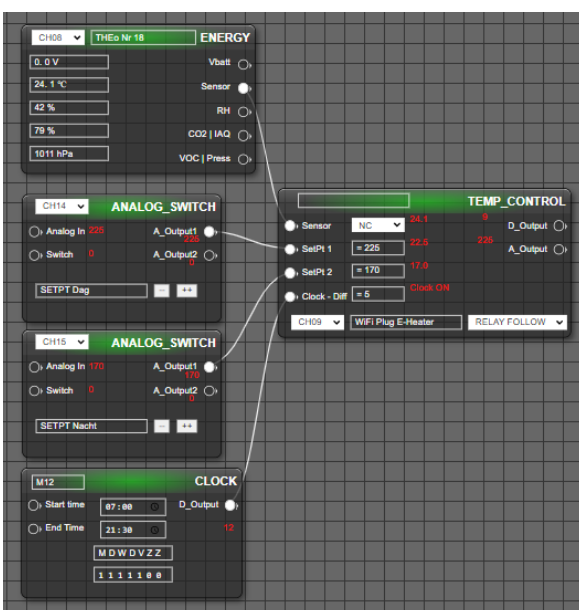 CH08 THEo Nr 18 ENERGY
0. 0 V Vbatt
24. 1 ℃ Sensor
42 % RH
79 % CO2 | IAQ
1011 hPa VOC | Press
CH14 ANALOG_SWITCH
Analog In 225 A_Output1
225
Switch 0 A_Output2
0
SETPT Dag -- ++
CH15 ANALOG_SWITCH
Analog In 170 A_Output1
170
Switch 0 A_Output2
0
SETPT Nacht -- ++
M12 CLOCK
Start time 07:00 D_Output
End Time 21:30 12
M D W D V Z Z
1 1 1 1 1 0 0
TEMP_CONTROL
Sensor NC 24.1 D_Output
SetPt 1 = 225 22.5 225 A_Output
SetPt 2 = 170 17.0
Clock - Diff = 5 Clock ON
CH09 WiFi Plug E-Heater RELAY FOLLOW